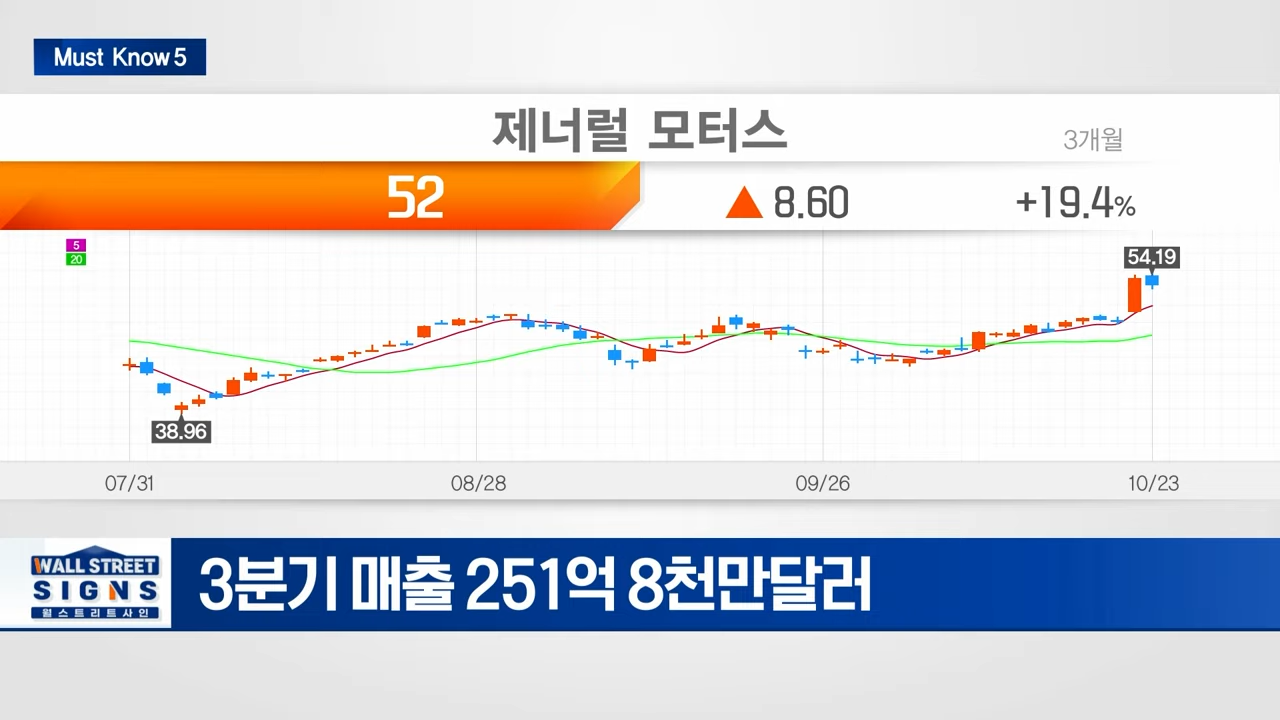 Must Know 5
제너럴 모터스
3개월
52
▲ 8.60
+19.4%
5
20
54.19
38.96
07/31
08/28
09/26
10/23
WALL STREET
SIGNS
월스트리트사인
3분기 매출 251억 8천만달러